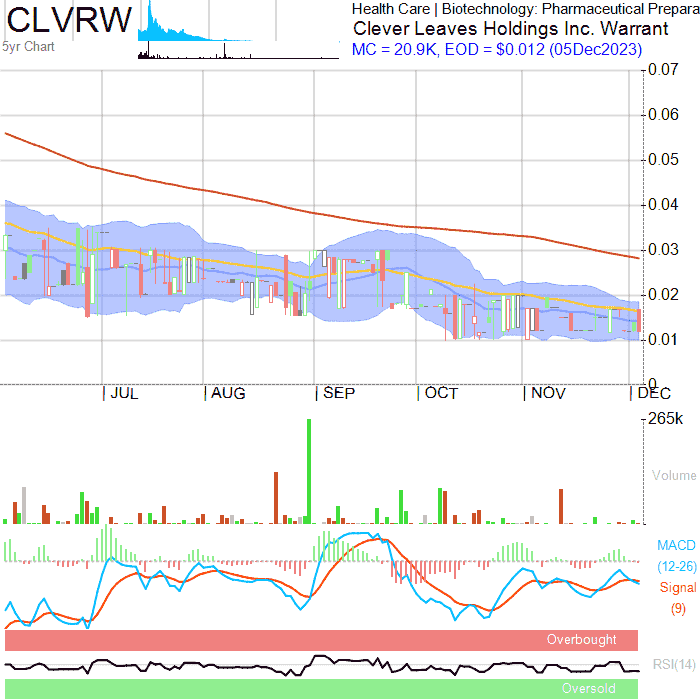 CLVRW
5yr Chart
Health Care | Biotechnology: Pharmaceutical Prepara
Clever Leaves Holdings Inc. Warrant
MC = 20.9K, EOD = $0.012 (05Dec2023)
0.07
0.06
0.05
0.04
0.03
0.02
0.01
0
JUL AUG SEP OCT NOV DEC
265k
Volume
MACD
(12-26)
Signal
(9)
Overbought
RSI(14)
Oversold